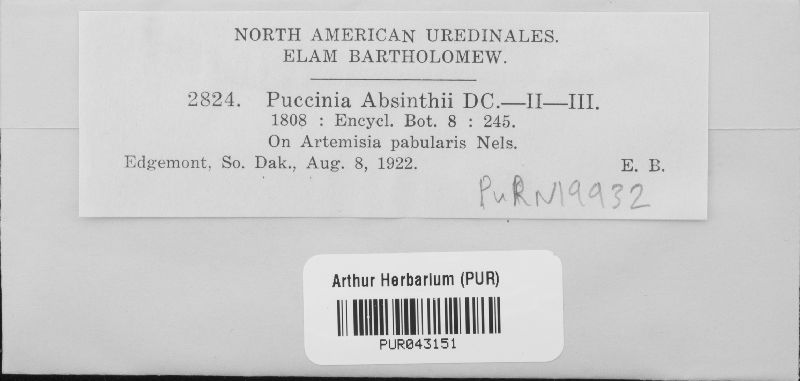 NORTH AMERICAN UREDINALES.
ELAM BARTHOLOMEW.
2824. Puccinia Absinthii DC.—II—III.
1808 : Encycl. Bot. 8 : 245.
On Artemisia pabularis Nels.
Edgemont, So. Dak., Aug. 8, 1922. E. B.
PuRN19932
Arthur Herbarium (PUR)
PUR043151